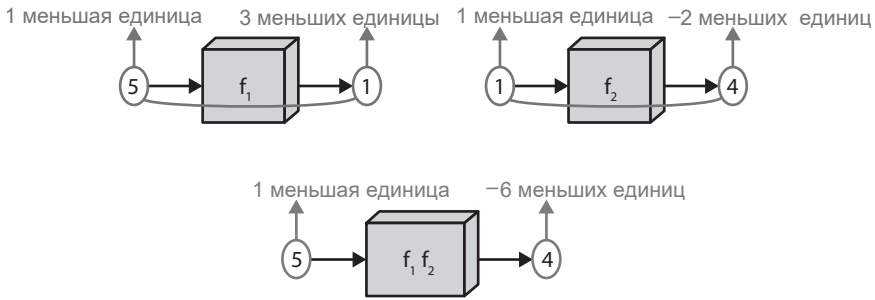 1 меньшая единица 3 меньших единицы 1 меньшая единица –2 меньших единиц
5 f₁ 1 1 f₂ 4
1 меньшая единица –6 меньших единиц
5 f₁ f₂ 4